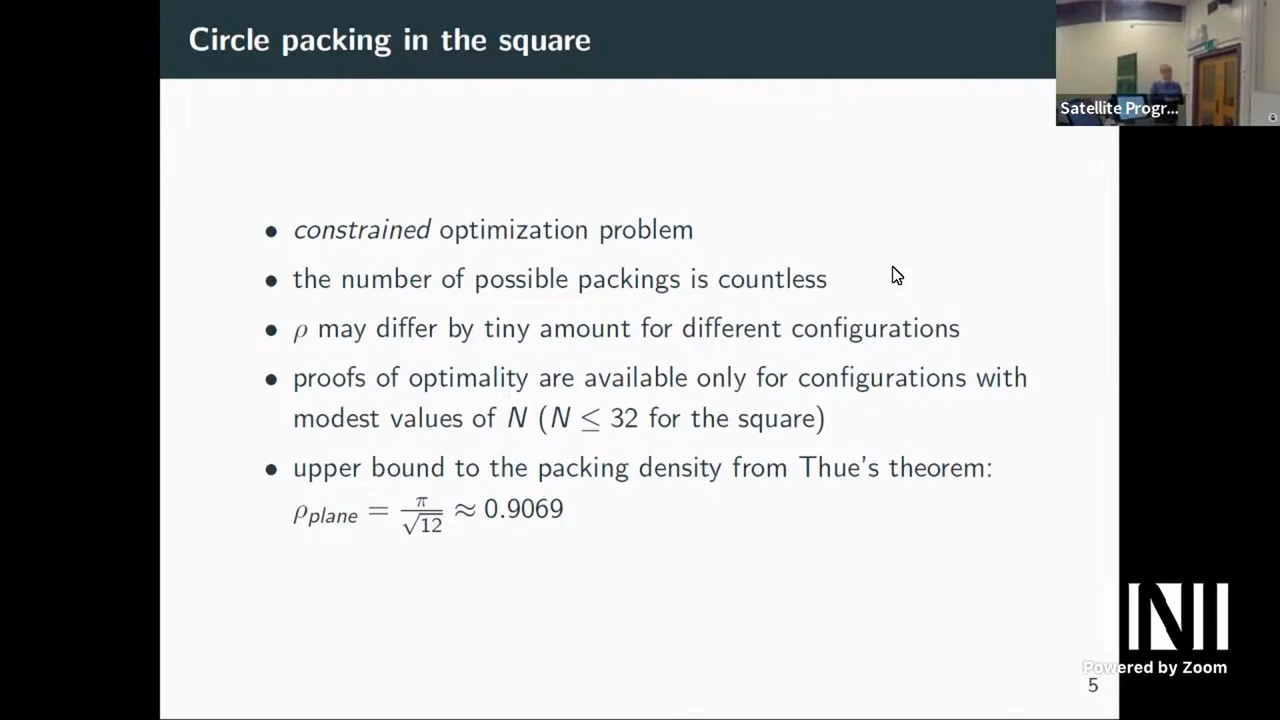 Circle packing in the square
Satellite Progr...
• constrained optimization problem
• the number of possible packings is countless
• ρ may differ by tiny amount for different configurations
• proofs of optimality are available only for configurations with
modest values of N (N ≤ 32 for the square)
• upper bound to the packing density from Thue's theorem:
ρ_plane = π/√12 ≈ 0.9069
Powered by Zoom
5